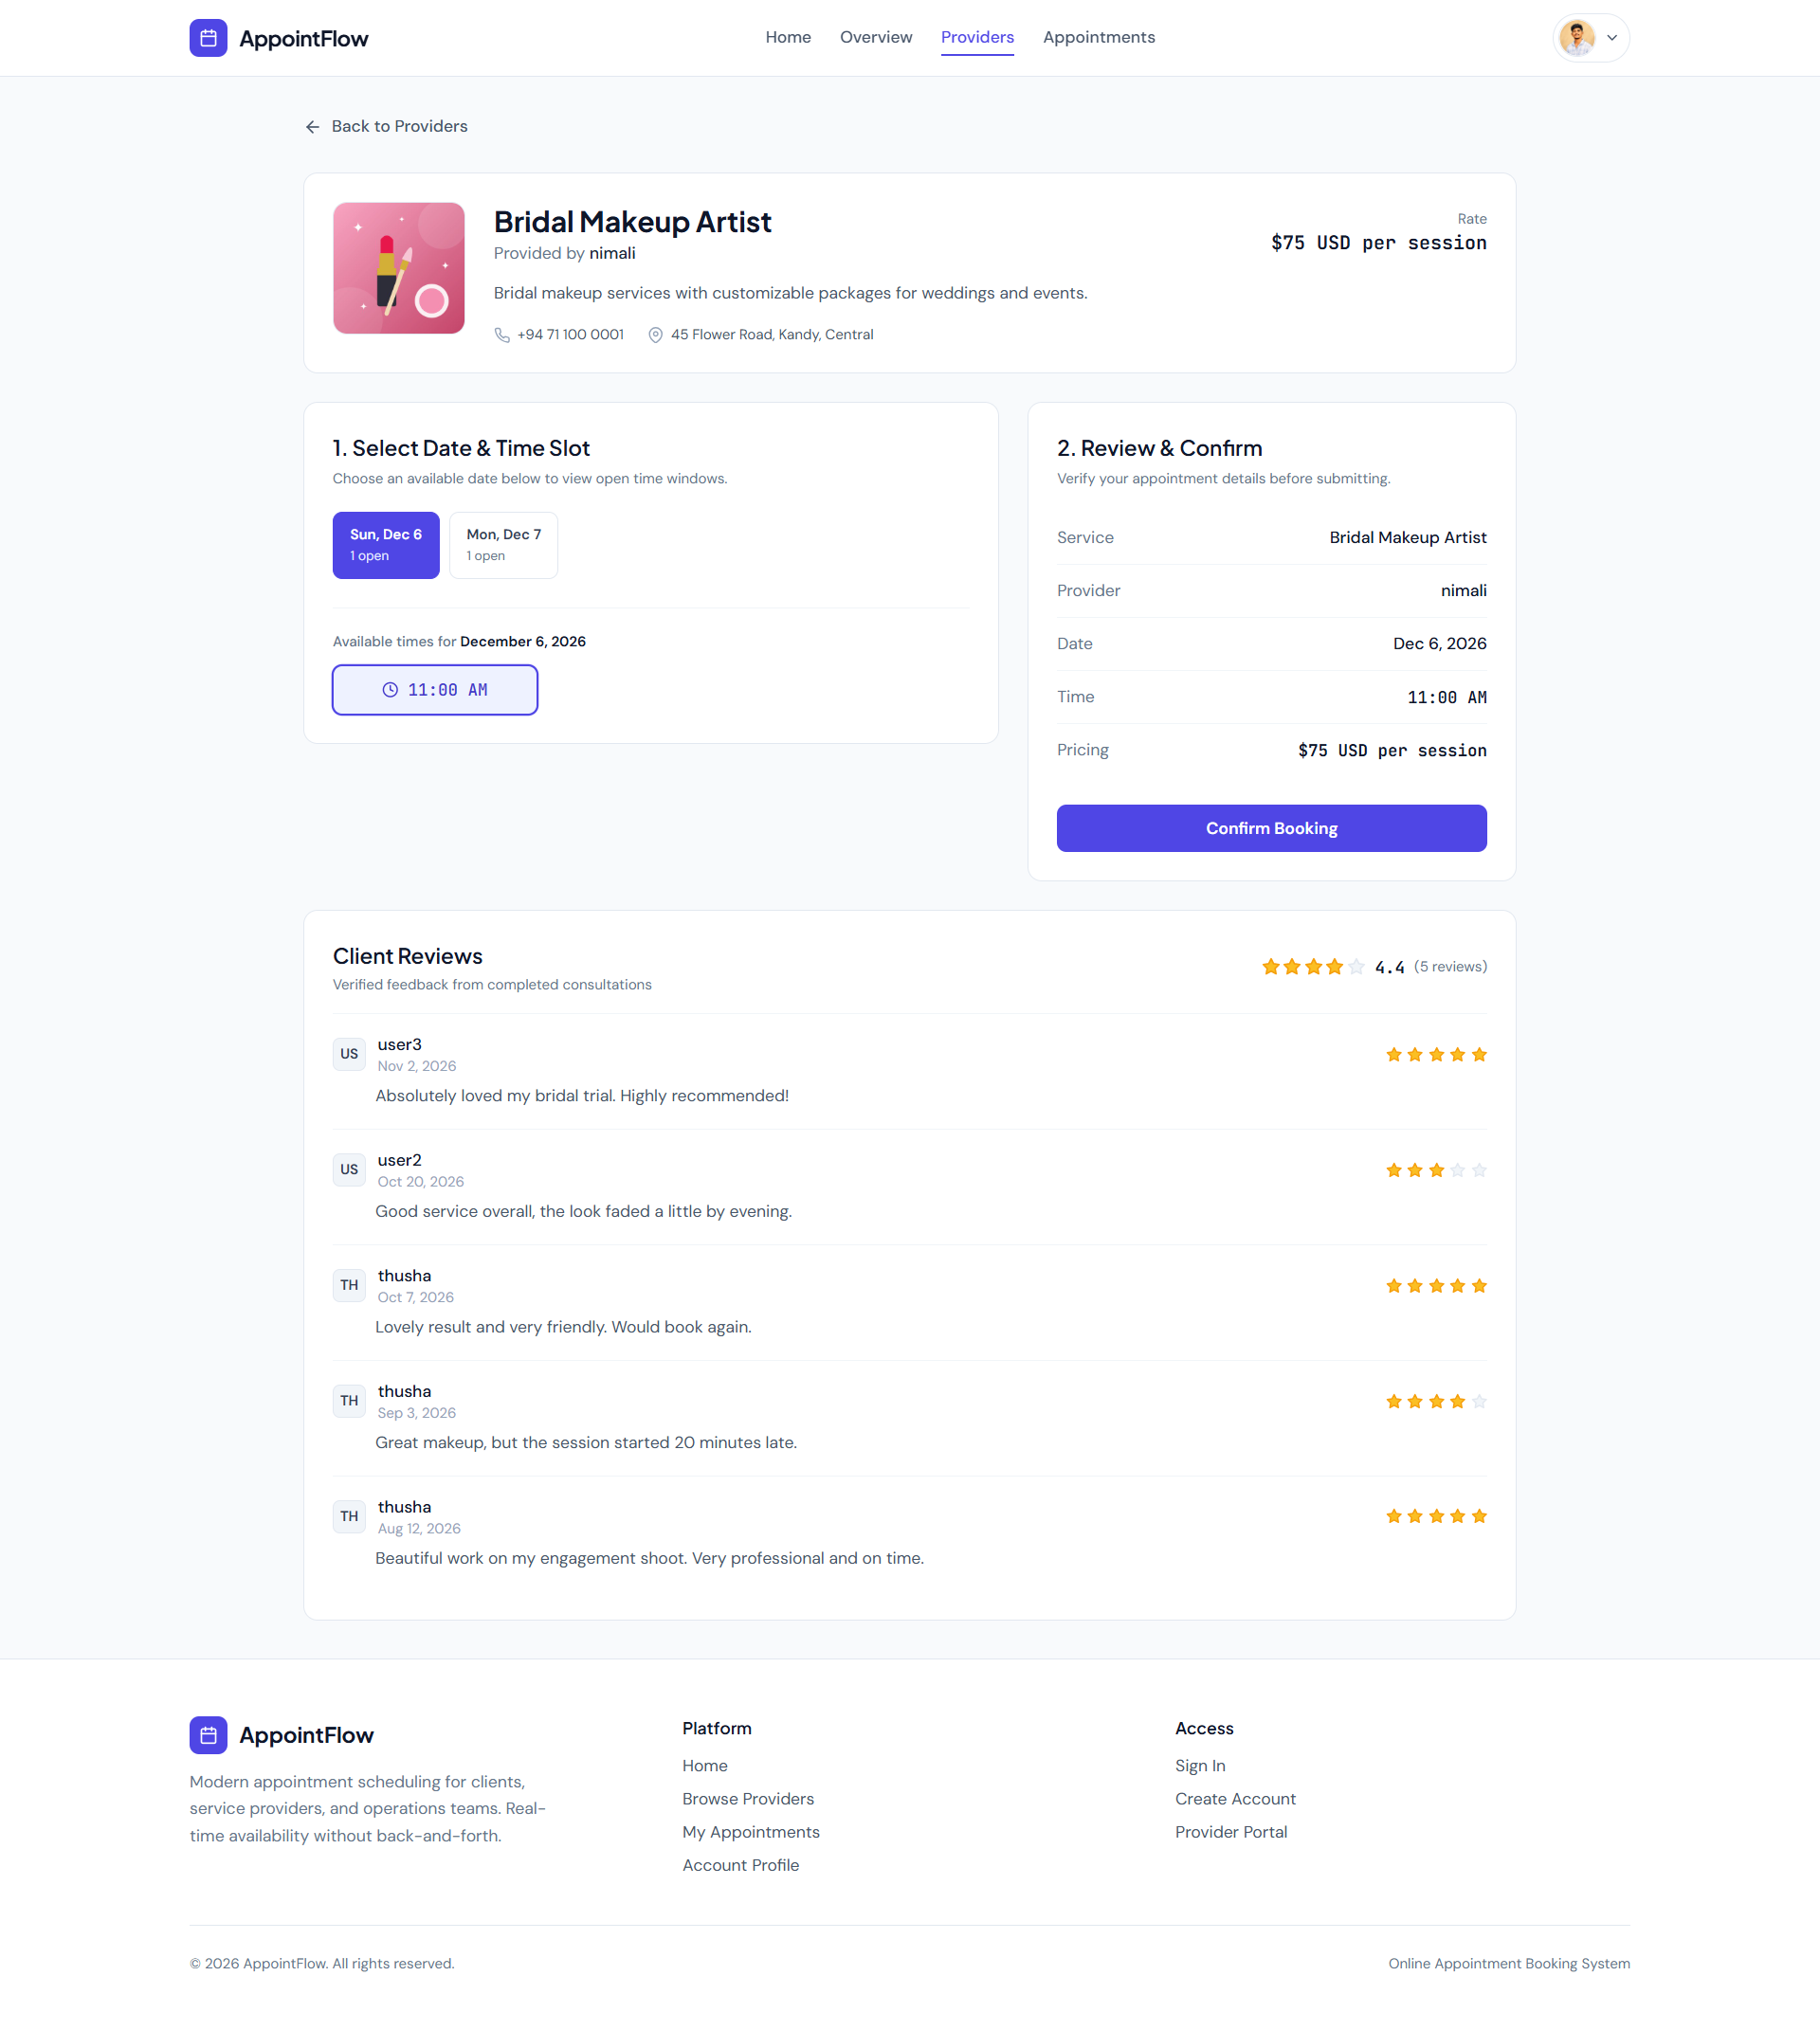 AppointFlow
Home
Overview
Providers
Appointments
Back to Providers
Bridal Makeup Artist
Provided by nimali
Bridal makeup services with customizable packages for weddings and events.
+94 71 100 0001
45 Flower Road, Kandy, Central
Rate
$75 USD per session
1. Select Date & Time Slot
Choose an available date below to view open time windows.
Sun, Dec 6
1 open
Mon, Dec 7
1 open
Available times for December 6, 2026
11:00 AM
2. Review & Confirm
Verify your appointment details before submitting.
Service
Bridal Makeup Artist
Provider
nimali
Date
Dec 6, 2026
Time
11:00 AM
Pricing
$75 USD per session
Confirm Booking
Client Reviews
Verified feedback from completed consultations
4.4 (5 reviews)
US
user3
Nov 2, 2026
Absolutely loved my bridal trial. Highly recommended!
US
user2
Oct 20, 2026
Good service overall, the look faded a little by evening.
TH
thusha
Oct 7, 2026
Lovely result and very friendly. Would book again.
TH
thusha
Sep 3, 2026
Great makeup, but the session started 20 minutes late.
TH
thusha
Aug 12, 2026
Beautiful work on my engagement shoot. Very professional and on time.
AppointFlow
Modern appointment scheduling for clients,
service providers, and operations teams. Real-
time availability without back-and-forth.
Platform
Home
Browse Providers
My Appointments
Account Profile
Access
Sign In
Create Account
Provider Portal
© 2026 AppointFlow. All rights reserved.
Online Appointment Booking System